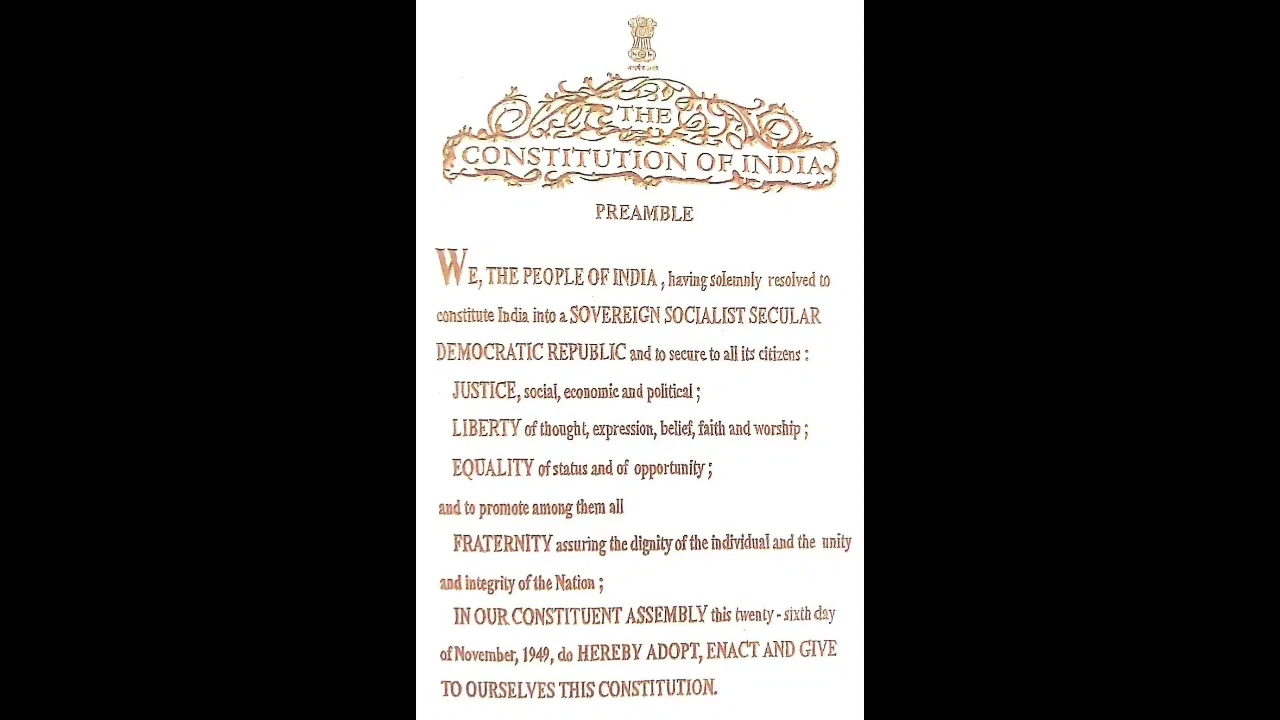 THE
CONSTITUTION OF INDIA
PREAMBLE
WE, THE PEOPLE OF INDIA , having solemnly resolved to
constitute India into a SOVEREIGN SOCIALIST SECULAR
DEMOCRATIC REPUBLIC and to secure to all its citizens :
JUSTICE, social, economic and political ;
LIBERTY of thought, expression, belief, faith and worship ;
EQUALITY of status and of opportunity ;
and to promote among them all
FRATERNITY assuring the dignity of the individual and the unity
and integrity of the Nation ;
IN OUR CONSTITUENT ASSEMBLY this twenty - sixth day
of November, 1949, do HEREBY ADOPT, ENACT AND GIVE
TO OURSELVES THIS CONSTITUTION.